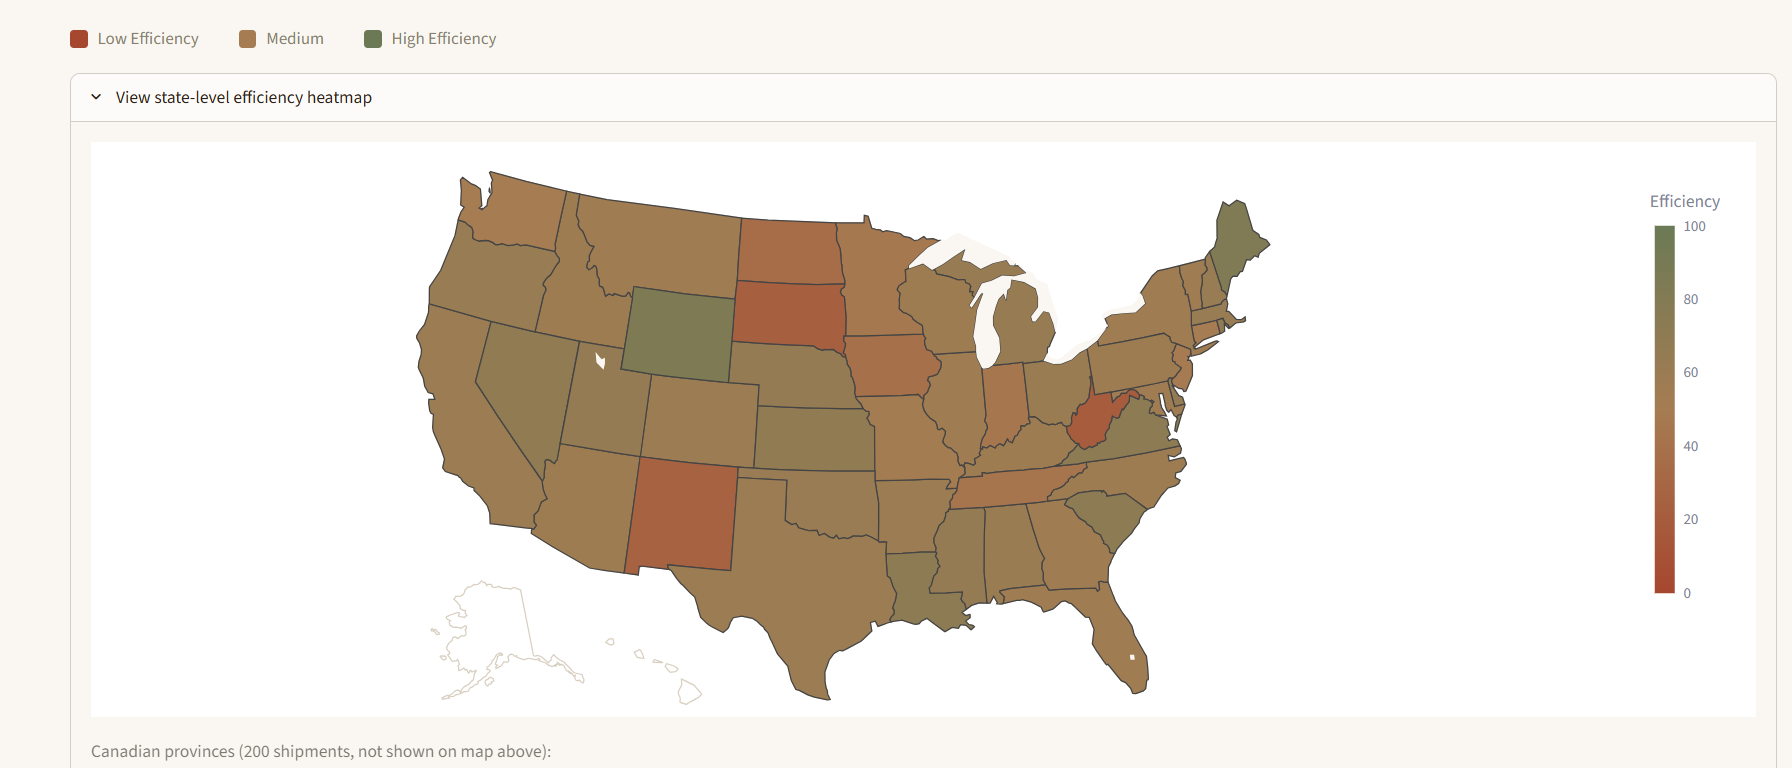 Low Efficiency
Medium
High Efficiency
View state-level efficiency heatmap
Efficiency
100
80
60
40
20
0
Canadian provinces (200 shipments, not shown on map above):